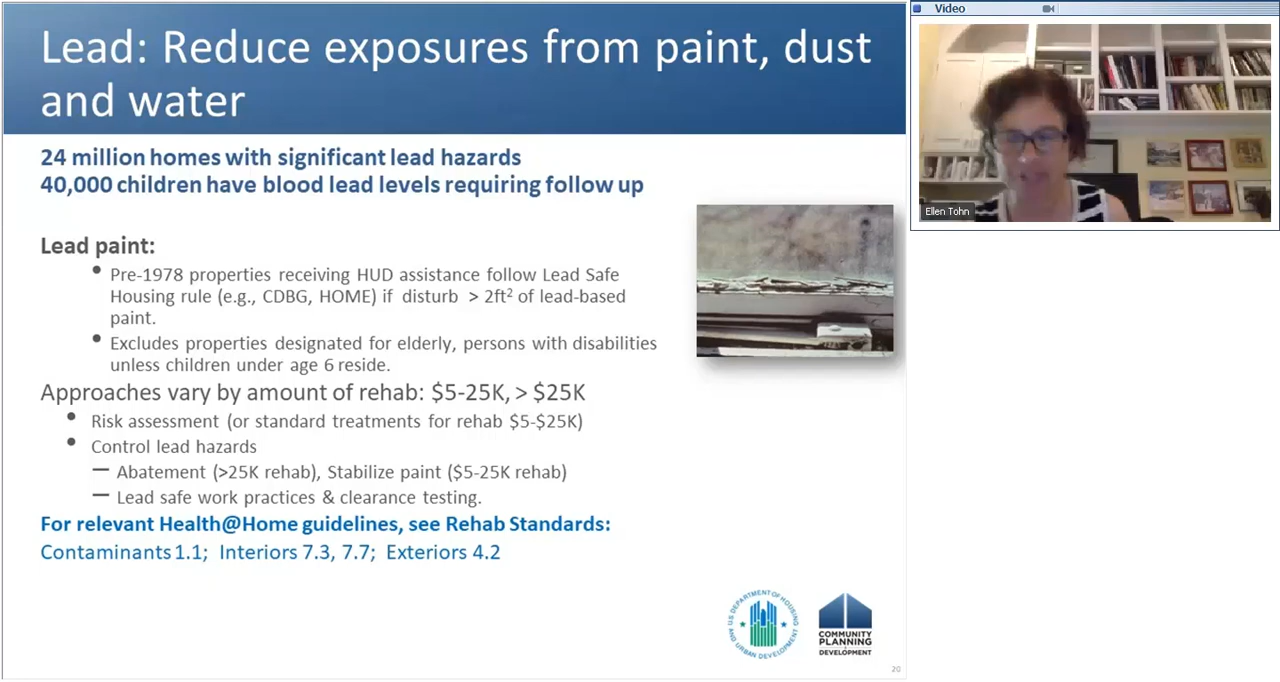 Lead: Reduce exposures from paint, dust
and water
24 million homes with significant lead hazards
40,000 children have blood lead levels requiring follow up
Lead paint:
• Pre-1978 properties receiving HUD assistance follow Lead Safe
Housing rule (e.g., CDBG, HOME) if disturb > 2ft² of lead-based
paint.
• Excludes properties designated for elderly, persons with disabilities
unless children under age 6 reside.
Approaches vary by amount of rehab: $5-25K, > $25K
• Risk assessment (or standard treatments for rehab $5-$25K)
• Control lead hazards
— Abatement (>25K rehab), Stabilize paint ($5-25K rehab)
— Lead safe work practices & clearance testing.
For relevant Health@Home guidelines, see Rehab Standards:
Contaminants 1.1; Interiors 7.3, 7.7; Exteriors 4.2
U.S. DEPARTMENT OF HOUSING
AND URBAN DEVELOPMENT
COMMUNITY
PLANNING
DEVELOPMENT
20
Video
Ellen Tohn